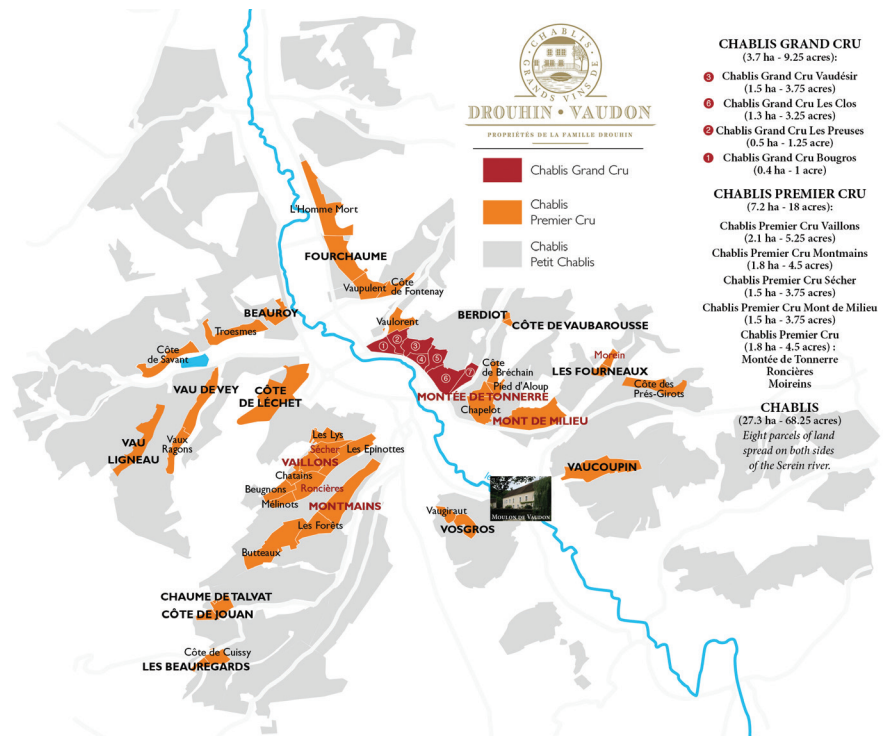 CHABLIS
GRANDS VINS DE
DROUHIN • VAUDON
PROPRIÉTÉS DE LA FAMILLE DROUHIN
Chablis Grand Cru
Chablis
Premier Cru
Chablis
Petit Chablis
CHABLIS GRAND CRU
(3.7 ha - 9.25 acres):
3 Chablis Grand Cru Vaudésir
(1.5 ha - 3.75 acres)
6 Chablis Grand Cru Les Clos
(1.3 ha - 3.25 acres)
2 Chablis Grand Cru Les Preuses
(0.5 ha - 1.25 acre)
1 Chablis Grand Cru Bougros
(0.4 ha - 1 acre)
CHABLIS PREMIER CRU
(7.2 ha - 18 acres):
Chablis Premier Cru Vaillons
(2.1 ha - 5.25 acres)
Chablis Premier Cru Montmains
(1.8 ha - 4.5 acres)
Chablis Premier Cru Sécher
(1.5 ha - 3.75 acres)
Chablis Premier Cru Mont de Milieu
(1.5 ha - 3.75 acres)
Chablis Premier Cru
(1.8 ha - 4.5 acres) :
Montée de Tonnerre
Roncières
Moireins
CHABLIS
(27.3 ha - 68.25 acres)
Eight parcels of land
spread on both sides
of the Serein river.
L'Homme Mort
FOURCHAUME
Vaupulent
Côte
de Fontenay
BEAUROY
Troesmes
Côte
de Savant
Vaulorent
1
2
3
4
5
6
7
BERDIOT
CÔTE DE VAUBAROUSSE
Côte
de Bréchain
Pied d'Aloup
MONTÉE DE TONNERRE
Chapelot
MONT DE MILIEU
Morein
LES FOURNEAUX
Côte des
Prés-Girots
VAU DE VEY
CÔTE
DE LÉCHET
VAU
LIGNEAU
Vaux
Ragons
Les Lys
Sécher
Les Epinottes
VAILLONS
Chatains
Beugnons
Roncières
Mélinots
MONTMAINS
Les Forêts
Butteaux
VAUCOUPIN
MOULON DE VAUDON
Vaugiraut
VOSGROS
CHAUME DE TALVAT
CÔTE DE JOUAN
Côte de Cuissy
LES BEAUREGARDS